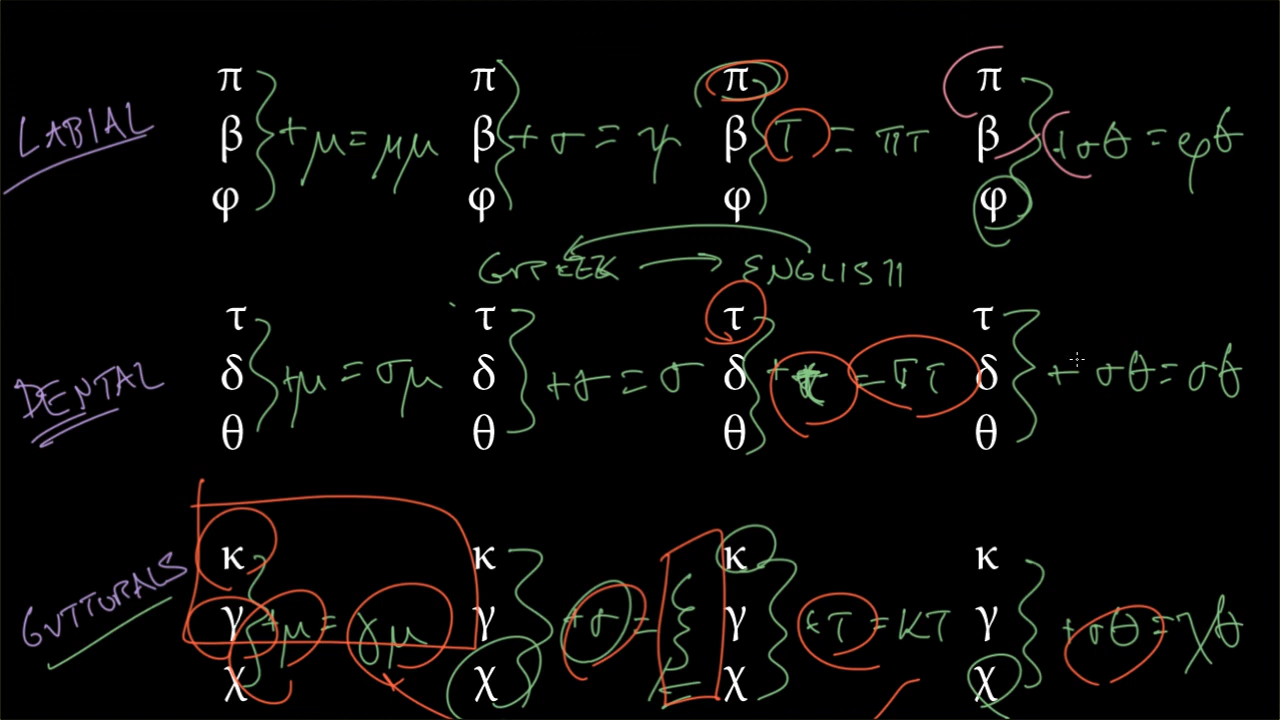 π π π π
LABIAL β + μ = μμ β + σ = ψ β τ = πτ β + σθ = φθ
φ φ φ φ
GREEK → ENGLISH
τ τ τ τ
DENTAL δ + μ = σμ δ + σ = σ δ + τ = στ δ + σθ = σθ
θ θ θ θ
κ κ κ κ
GUTTURALS γ + μ = γμ γ + σ = ξ γ + τ = κτ γ + σθ = χθ
χ χ χ χ